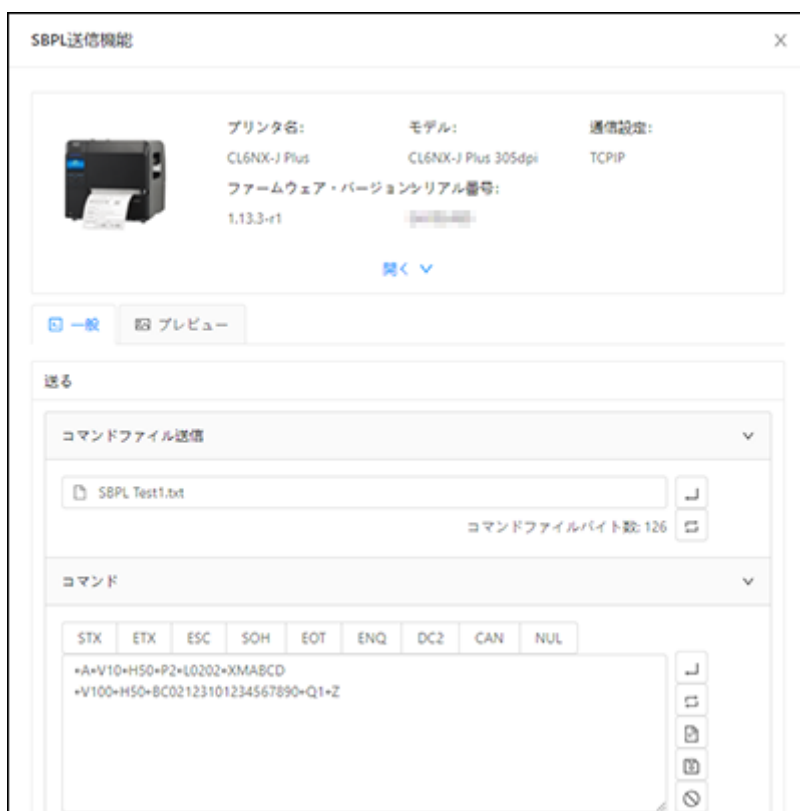 SBPL送信機能
プリンタ名:
モデル:
通信設定:
CL6NX-J Plus
CL6NX-J Plus 305dpi
TCPIP
ファームウェア・バージョン
シリアル番号:
1.13.3-r1
開く
一般
プレビュー
送る
コマンドファイル送信
SBPL Test1.txt
コマンドファイルバイト数: 126
コマンド
STX ETX ESC SOH EOT ENQ DC2 CAN NUL
+A+V10+H50+P2+L0202+XMABCD
+V100+H50+BC02123101234567890+Q1+Z